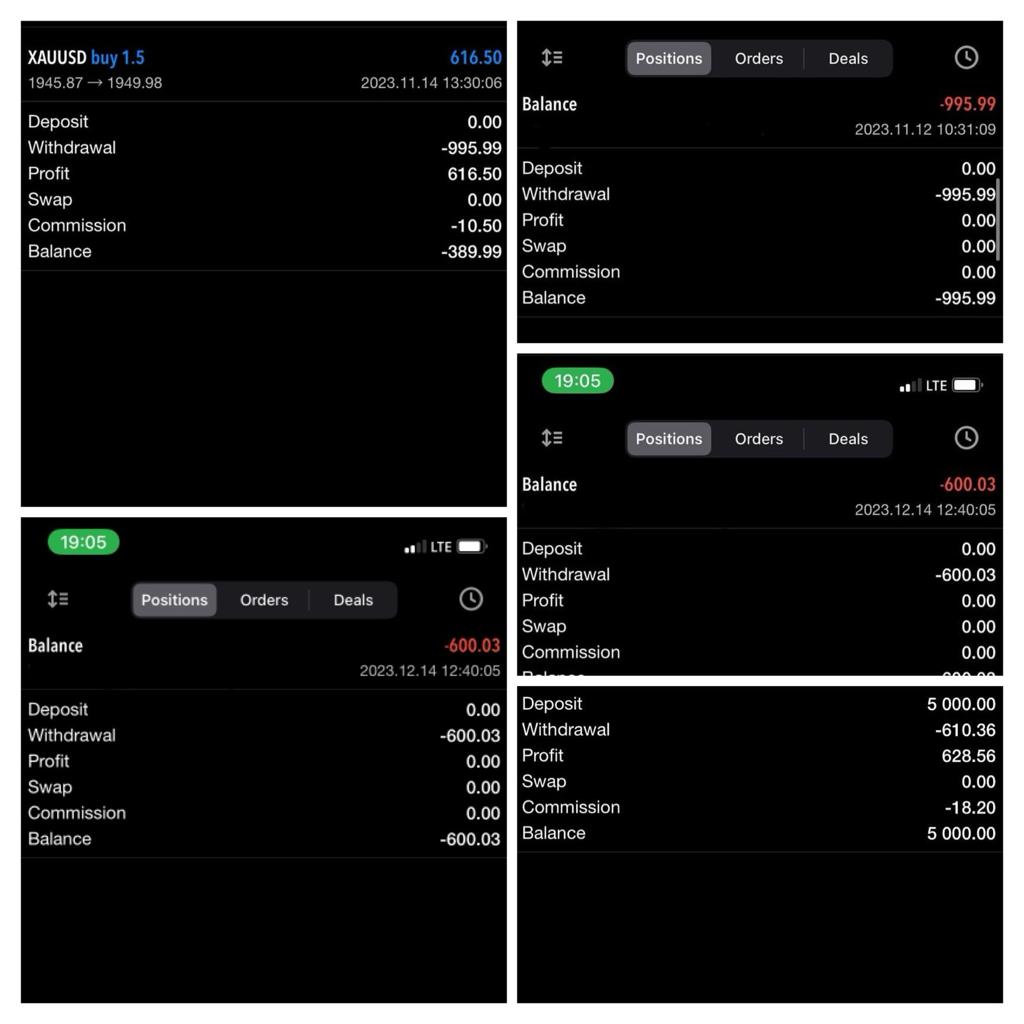 XAUUSD buy 1.5 616.50
1945.87 → 1949.98 2023.11.14 13:30:06
Deposit 0.00
Withdrawal -995.99
Profit 616.50
Swap 0.00
Commission -10.50
Balance -389.99
19:05 LTE
Positions Orders Deals
Balance -600.03
2023.12.14 12:40:05
Deposit 0.00
Withdrawal -600.03
Profit 0.00
Swap 0.00
Commission 0.00
Balance -600.03
Positions Orders Deals
Balance -995.99
2023.11.12 10:31:09
Deposit 0.00
Withdrawal -995.99
Profit 0.00
Swap 0.00
Commission 0.00
Balance -995.99
19:05 LTE
Positions Orders Deals
Balance -600.03
2023.12.14 12:40:05
Deposit 0.00
Withdrawal -600.03
Profit 0.00
Swap 0.00
Commission 0.00
Deposit 5 000.00
Withdrawal -610.36
Profit 628.56
Swap 0.00
Commission -18.20
Balance 5 000.00